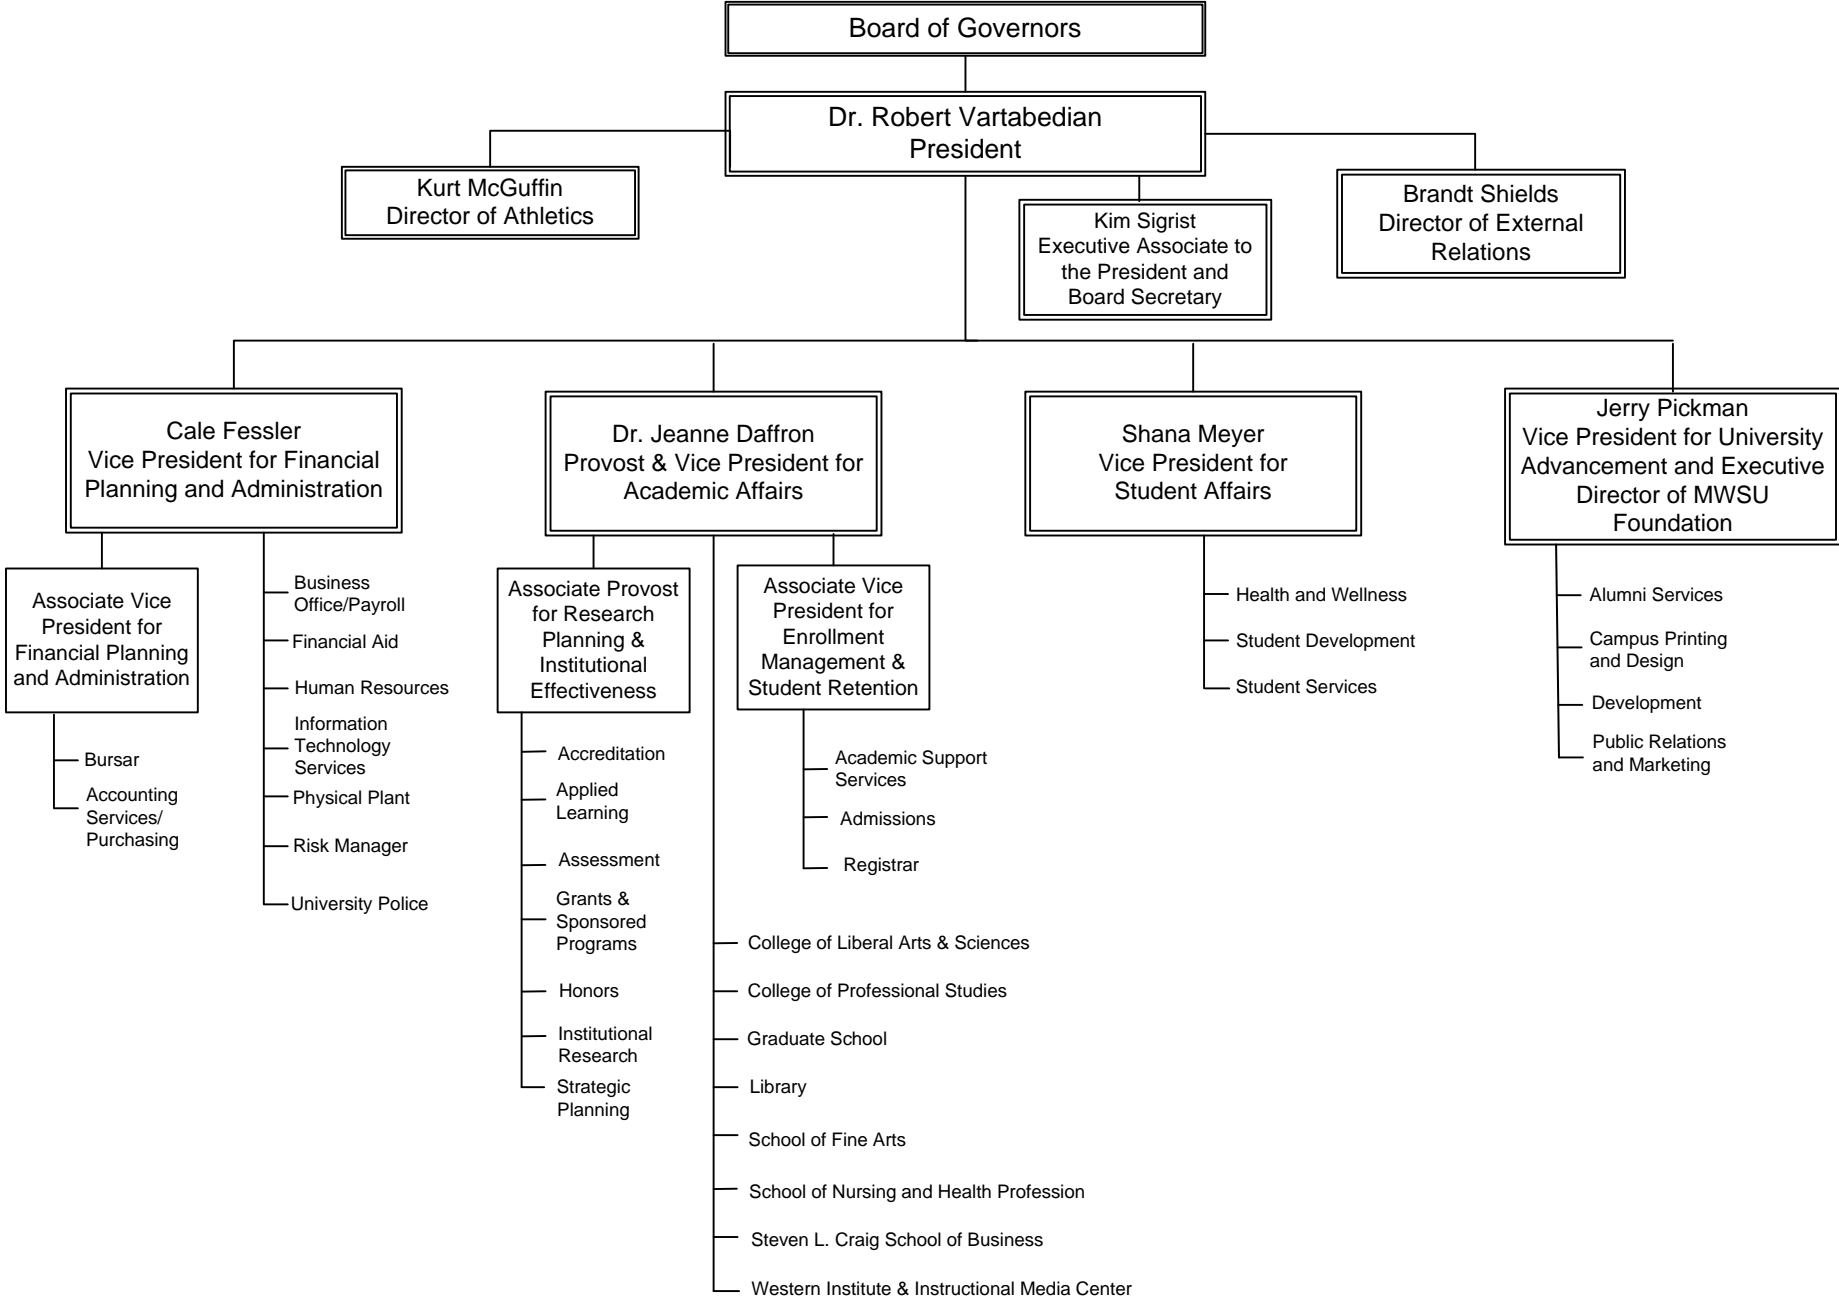 Board of Governors
Dr. Robert Vartabedian
President
Kurt McGuffin
Director of Athletics
Kim Sigrist
Executive Associate to
the President and
Board Secretary
Brandt Shields
Director of External
Relations
Cale Fessler
Vice President for Financial
Planning and Administration
Dr. Jeanne Daffron
Provost & Vice President for
Academic Affairs
Shana Meyer
Vice President for
Student Affairs
Jerry Pickman
Vice President for University
Advancement and Executive
Director of MWSU
Foundation
Associate Vice
President for
Financial Planning
and Administration
Bursar
Accounting
Services/
Purchasing
Business
Office/Payroll
Financial Aid
Human Resources
Information
Technology
Services
Physical Plant
Risk Manager
University Police
Associate Provost
for Research
Planning &
Institutional
Effectiveness
Accreditation
Applied
Learning
Assessment
Grants &
Sponsored
Programs
Honors
Institutional
Research
Strategic
Planning
Associate Vice
President for
Enrollment
Management &
Student Retention
Academic Support
Services
Admissions
Registrar
College of Liberal Arts & Sciences
College of Professional Studies
Graduate School
Library
School of Fine Arts
School of Nursing and Health Profession
Steven L. Craig School of Business
Western Institute & Instructional Media Center
Health and Wellness
Student Development
Student Services
Alumni Services
Campus Printing
and Design
Development
Public Relations
and Marketing